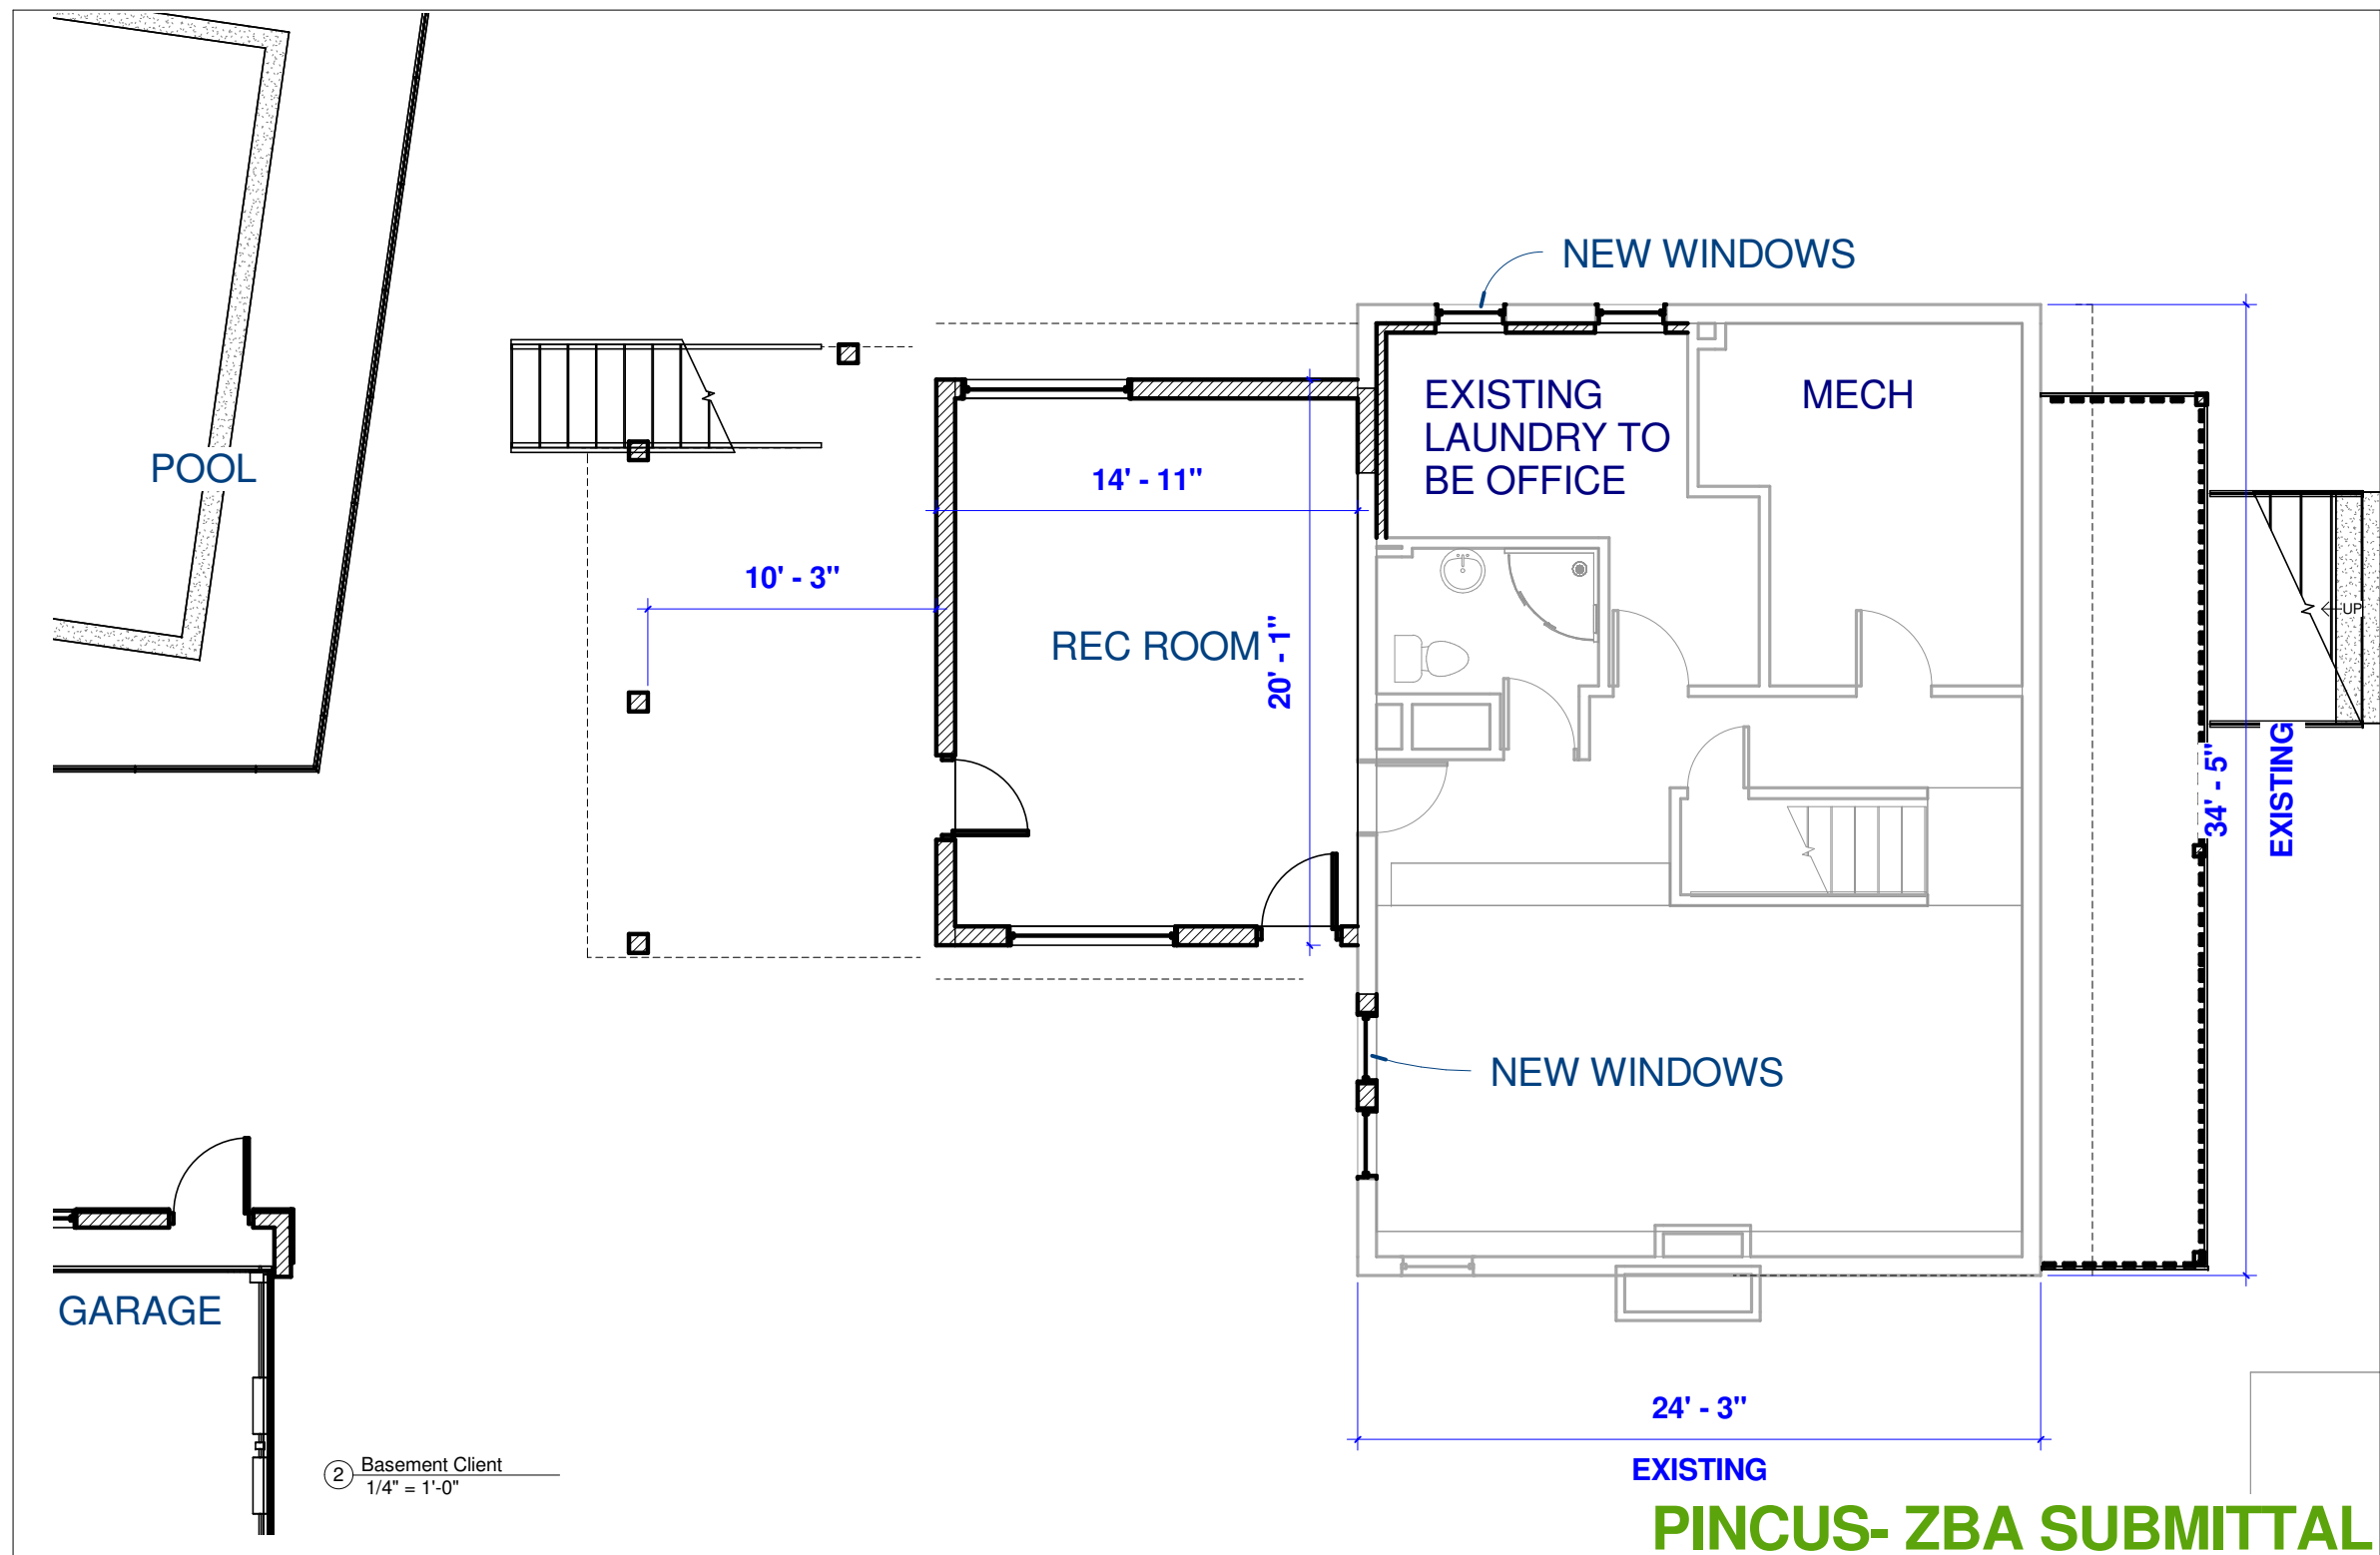 NEW WINDOWS
EXISTING
LAUNDRY TO
BE OFFICE
MECH
POOL
14' - 11"
10' - 3"
REC ROOM
20' - 1"
UP
34' - 5"
EXISTING
NEW WINDOWS
GARAGE
24' - 3"
EXISTING
2
Basement Client
1/4" = 1'-0"
PINCUS- ZBA SUBMITTAL